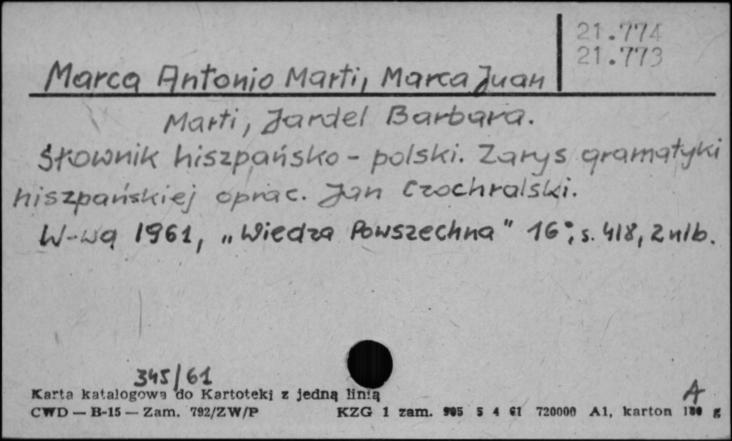 21.774
21.773
Marca Antonio Marti, Marca Juan
Marti, Jardel Barbara.
Słownik hiszpańsko - polski. Zarys gramatyki
hiszpańskiej oprac. Jan Czochralski.
W-wa 1961, „Wiedza Powszechna" 16°, s. 418, 2 nlb.
345/61
Karta katalogowa do Kartoteki z jedną linią
A
CWD — B-15 — Zam. 792/ZW/P KZG 1 zam. 905 5 4 61 720000 A1, karton g